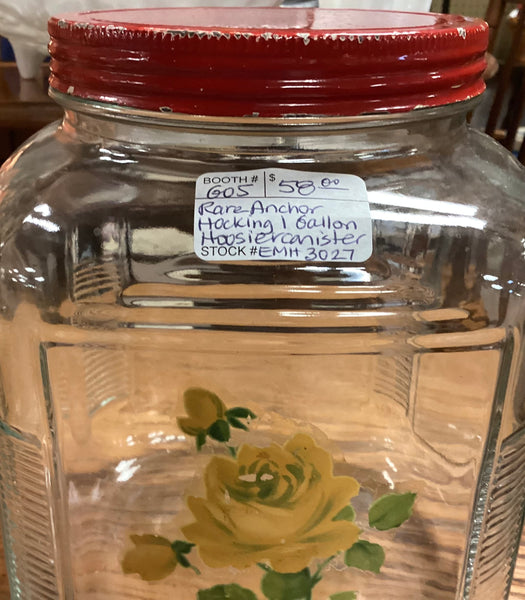 BOOTH # $ 58.00
G05
Rare Anchor
Hocking 1 Gallon
Hoosier canister
STOCK # EMH 3027